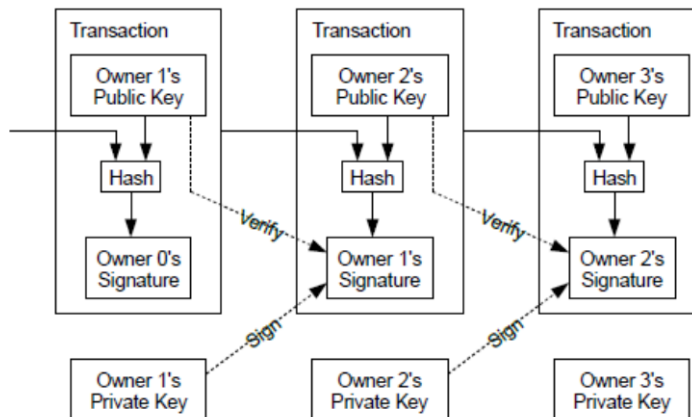 Transaction
Transaction
Transaction
Owner 1's
Public Key
Owner 2's
Public Key
Owner 3's
Public Key
Hash
Hash
Hash
Verify
Verify
Owner 0's
Signature
Owner 1's
Signature
Owner 2's
Signature
Sign
Sign
Owner 1's
Private Key
Owner 2's
Private Key
Owner 3's
Private Key